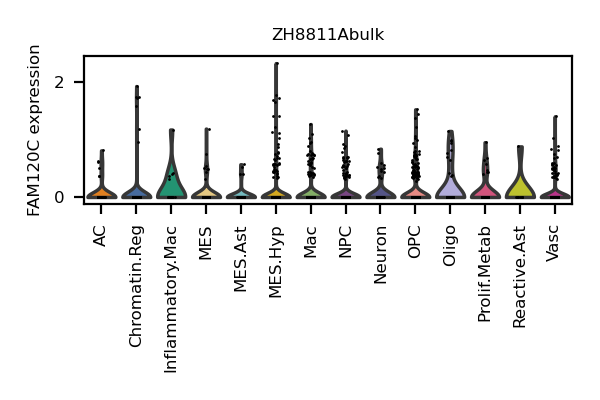 ZH8811Abulk
FAM120C expression
2
0
AC
Chromatin.Reg
Inflammatory.Mac
MES
MES.Ast
MES.Hyp
Mac
NPC
Neuron
OPC
Oligo
Prolif.Metab
Reactive.Ast
Vasc